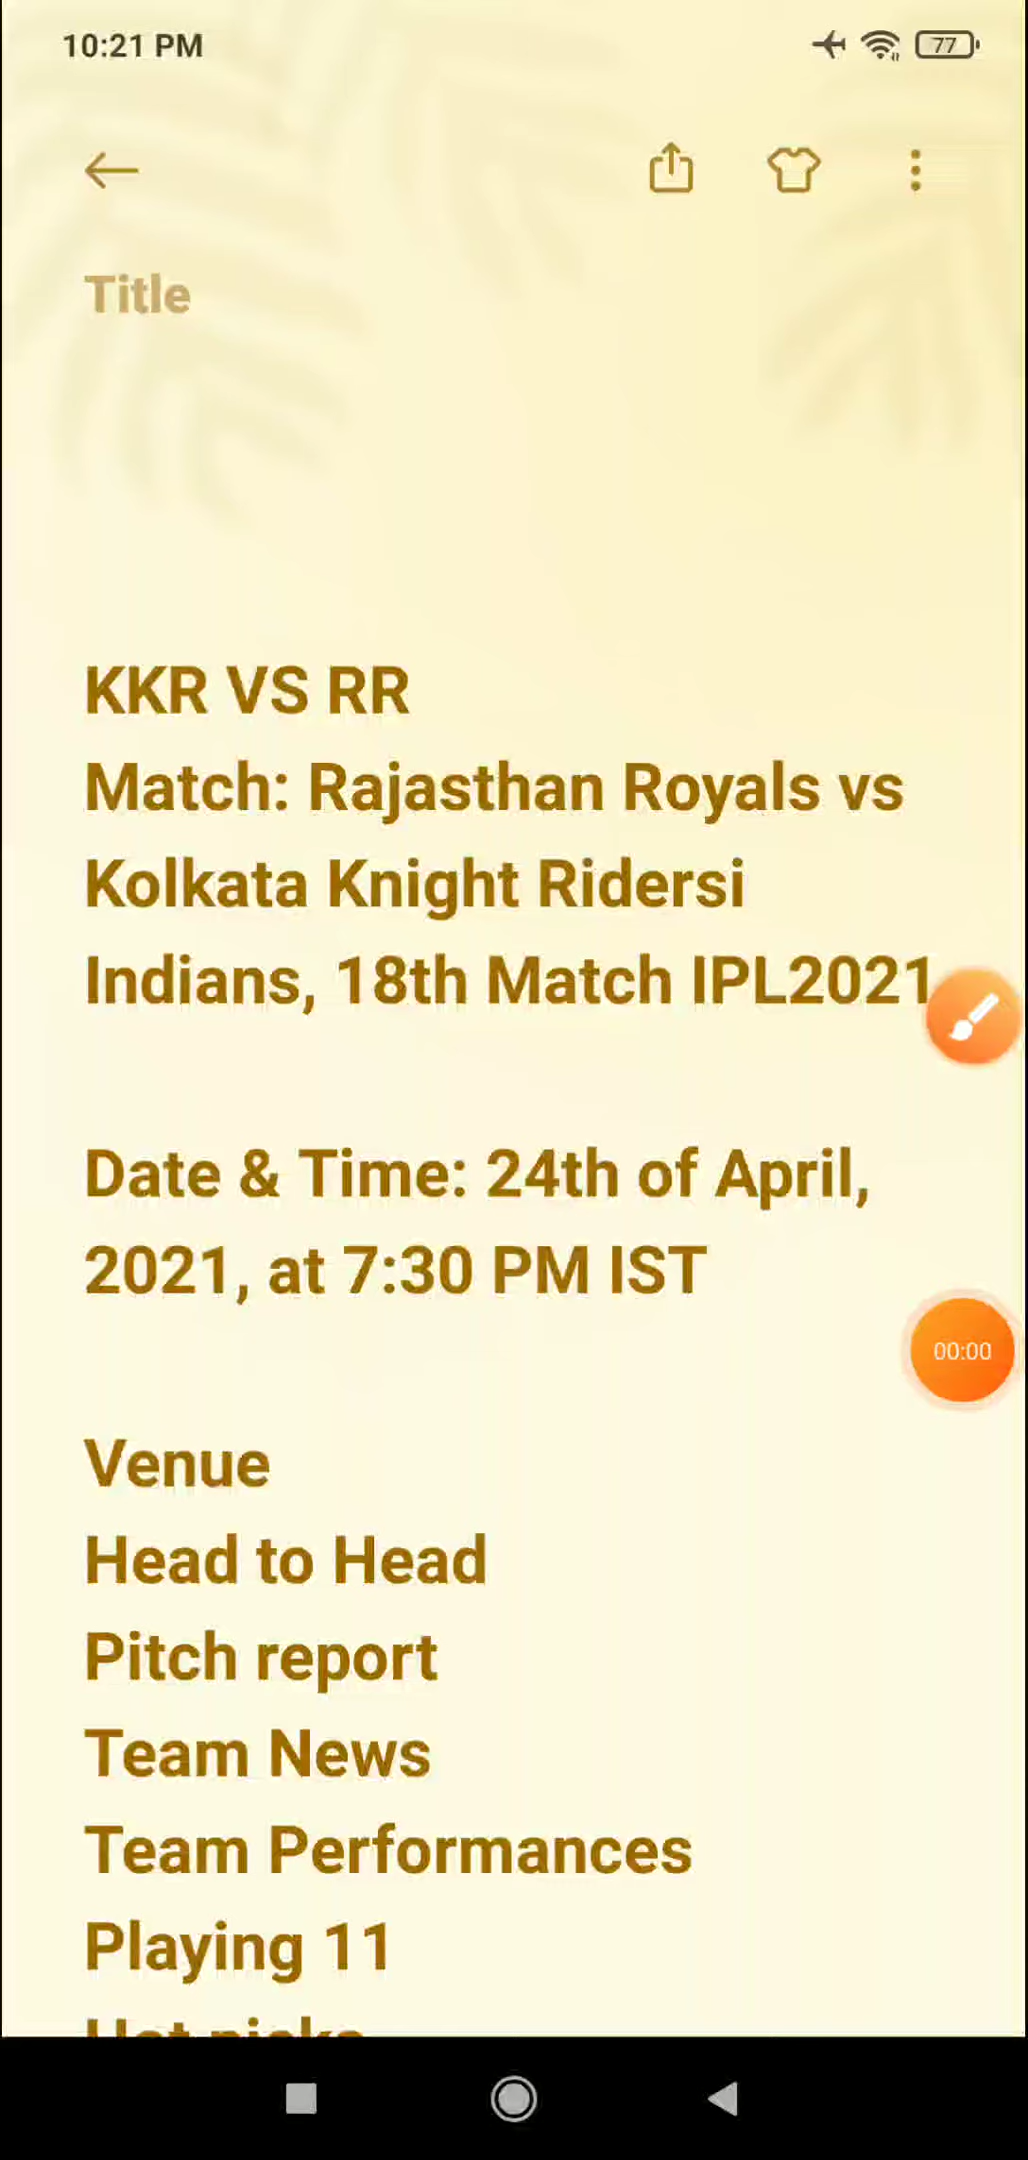 10:21 PM
77
Title
KKR VS RR
Match: Rajasthan Royals vs
Kolkata Knight Ridersi
Indians, 18th Match IPL2021
Date & Time: 24th of April,
2021, at 7:30 PM IST
00:00
Venue
Head to Head
Pitch report
Team News
Team Performances
Playing 11
Hot picks